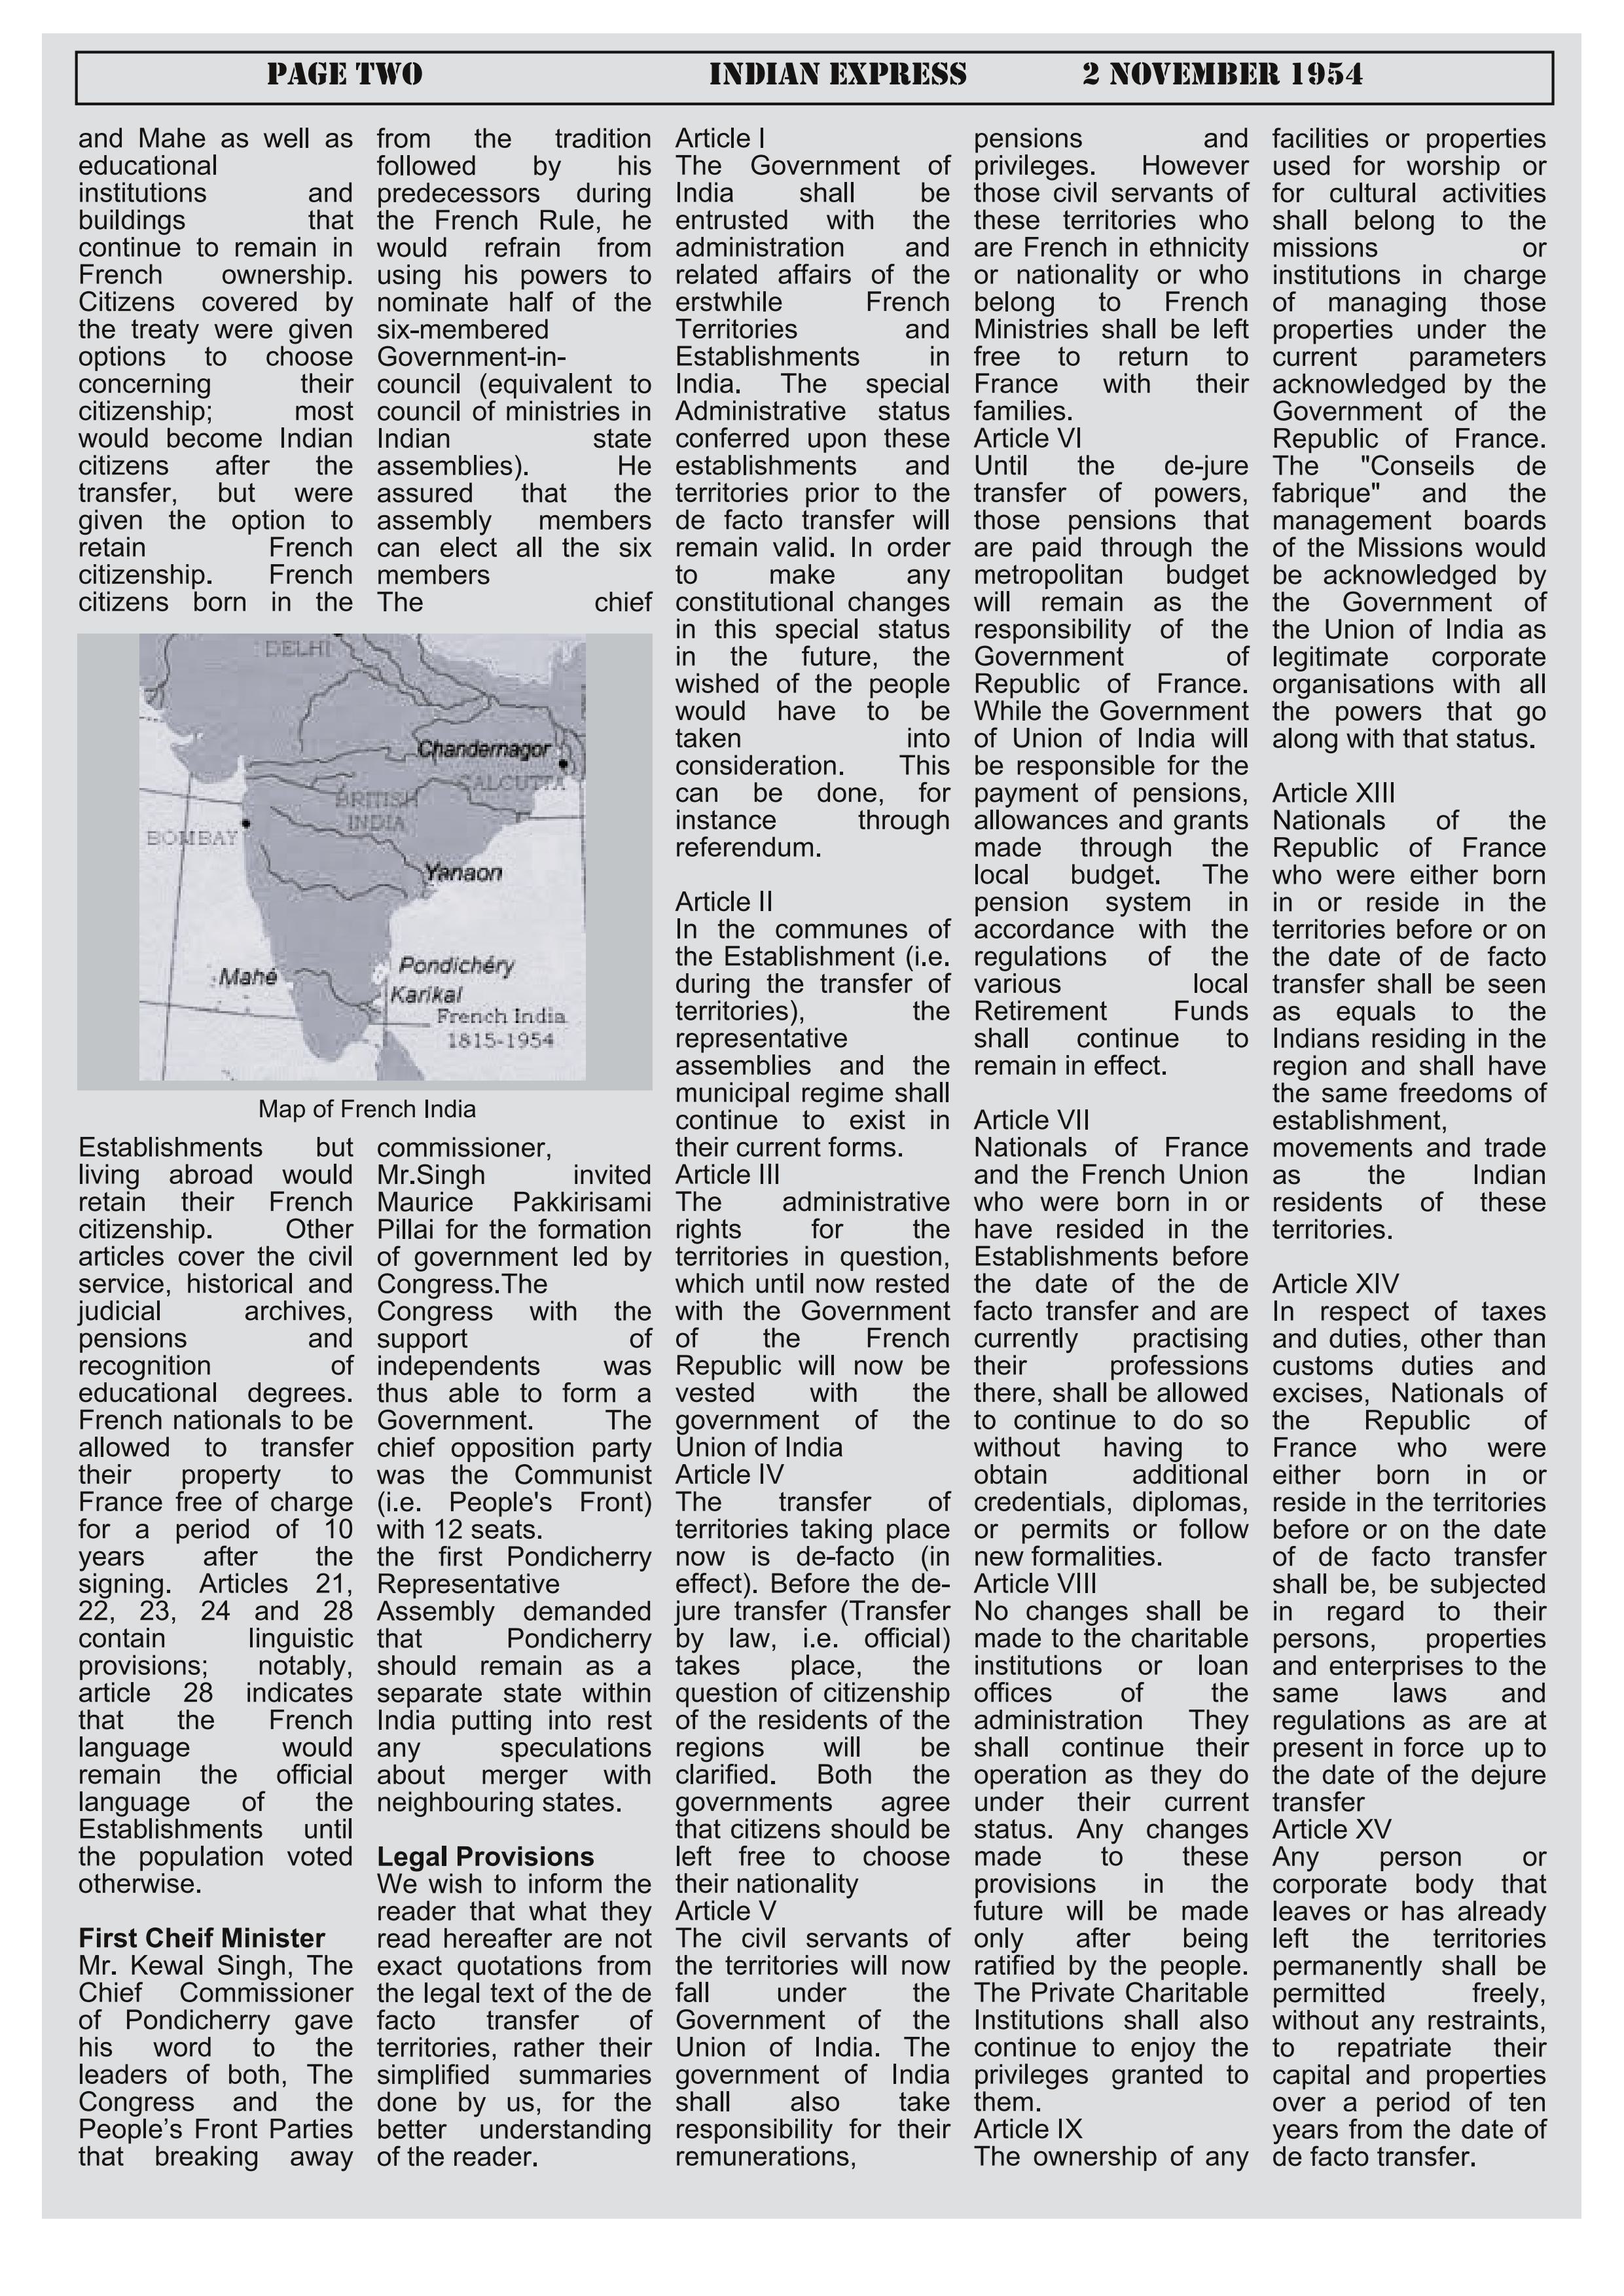 PAGE TWO
INDIAN EXPRESS
2 NOVEMBER 1954
and Mahe as well as
educational
institutions and
buildings that
continue to remain in
French ownership.
Citizens covered by
the treaty were given
options to choose
concerning their
citizenship; most
would become Indian
citizens after the
transfer, but were
given the option to
retain French
citizenship. French
citizens born in the
from the tradition
followed by his
predecessors during
the French Rule, he
would refrain from
using his powers to
nominate half of the
six-membered
Government-in-
council (equivalent to
council of ministries in
Indian state
assemblies). He
assured that the
assembly members
can elect all the six
members
The chief
DELHI
Chandernagor
CALCUTTA
BRITISH
INDIA
BOMBAY
Yanaon
Mahé
Pondichéry
Karikal
French India
1815-1954
Map of French India
Establishments but
living abroad would
retain their French
citizenship. Other
articles cover the civil
service, historical and
judicial archives,
pensions and
recognition of
educational degrees.
French nationals to be
allowed to transfer
their property to
France free of charge
for a period of 10
years after the
signing. Articles 21,
22, 23, 24 and 28
contain linguistic
provisions; notably,
article 28 indicates
that the French
language would
remain the official
language of the
Establishments until
the population voted
otherwise.
First Cheif Minister
Mr. Kewal Singh, The
Chief Commissioner
of Pondicherry gave
his word to the
leaders of both, The
Congress and the
People’s Front Parties
that breaking away
commissioner,
Mr.Singh invited
Maurice Pakkirisami
Pillai for the formation
of government led by
Congress.The
Congress with the
support of
independents was
thus able to form a
Government. The
chief opposition party
was the Communist
(i.e. People's Front)
with 12 seats.
the first Pondicherry
Representative
Assembly demanded
that Pondicherry
should remain as a
separate state within
India putting into rest
any speculations
about merger with
neighbouring states.
Legal Provisions
We wish to inform the
reader that what they
read hereafter are not
exact quotations from
the legal text of the de
facto transfer of
territories, rather their
simplified summaries
done by us, for the
better understanding
of the reader.
Article I
The Government of
India shall be
entrusted with the
administration and
related affairs of the
erstwhile French
Territories and
Establishments in
India. The special
Administrative status
conferred upon these
establishments and
territories prior to the
de facto transfer will
remain valid. In order
to make any
constitutional changes
in this special status
in the future, the
wished of the people
would have to be
taken into
consideration. This
can be done, for
instance through
referendum.
Article II
In the communes of
the Establishment (i.e.
during the transfer of
territories), the
representative
assemblies and the
municipal regime shall
continue to exist in
their current forms.
Article III
The administrative
rights for the
territories in question,
which until now rested
with the Government
of the French
Republic will now be
vested with the
government of the
Union of India
Article IV
The transfer of
territories taking place
now is de-facto (in
effect). Before the de-
jure transfer (Transfer
by law, i.e. official)
takes place, the
question of citizenship
of the residents of the
regions will be
clarified. Both the
governments agree
that citizens should be
left free to choose
their nationality
Article V
The civil servants of
the territories will now
fall under the
Government of the
Union of India. The
government of India
shall also take
responsibility for their
remunerations,
pensions and
privileges. However
those civil servants of
these territories who
are French in ethnicity
or nationality or who
belong to French
Ministries shall be left
free to return to
France with their
families.
Article VI
Until the de-jure
transfer of powers,
those pensions that
are paid through the
metropolitan budget
will remain as the
responsibility of the
Government of
Republic of France.
While the Government
of Union of India will
be responsible for the
payment of pensions,
allowances and grants
made through the
local budget. The
pension system in
accordance with the
regulations of the
various local
Retirement Funds
shall continue to
remain in effect.
Article VII
Nationals of France
and the French Union
who were born in or
have resided in the
Establishments before
the date of the de
facto transfer and are
currently practising
their professions
there, shall be allowed
to continue to do so
without having to
obtain additional
credentials, diplomas,
or permits or follow
new formalities.
Article VIII
No changes shall be
made to the charitable
institutions or loan
offices of the
administration They
shall continue their
operation as they do
under their current
status. Any changes
made to these
provisions in the
future will be made
only after being
ratified by the people.
The Private Charitable
Institutions shall also
continue to enjoy the
privileges granted to
them.
Article IX
The ownership of any
facilities or properties
used for worship or
for cultural activities
shall belong to the
missions or
institutions in charge
of managing those
properties under the
current parameters
acknowledged by the
Government of the
Republic of France.
The "Conseils de
fabrique" and the
management boards
of the Missions would
be acknowledged by
the Government of
the Union of India as
legitimate corporate
organisations with all
the powers that go
along with that status.
Article XIII
Nationals of the
Republic of France
who were either born
in or reside in the
territories before or on
the date of de facto
transfer shall be seen
as equals to the
Indians residing in the
region and shall have
the same freedoms of
establishment,
movements and trade
as the Indian
residents of these
territories.
Article XIV
In respect of taxes
and duties, other than
customs duties and
excises, Nationals of
the Republic of
France who were
either born in or
reside in the territories
before or on the date
of de facto transfer
shall be, be subjected
in regard to their
persons, properties
and enterprises to the
same laws and
regulations as are at
present in force up to
the date of the dejure
transfer
Article XV
Any person or
corporate body that
leaves or has already
left the territories
permanently shall be
permitted freely,
without any restraints,
to repatriate their
capital and properties
over a period of ten
years from the date of
de facto transfer.